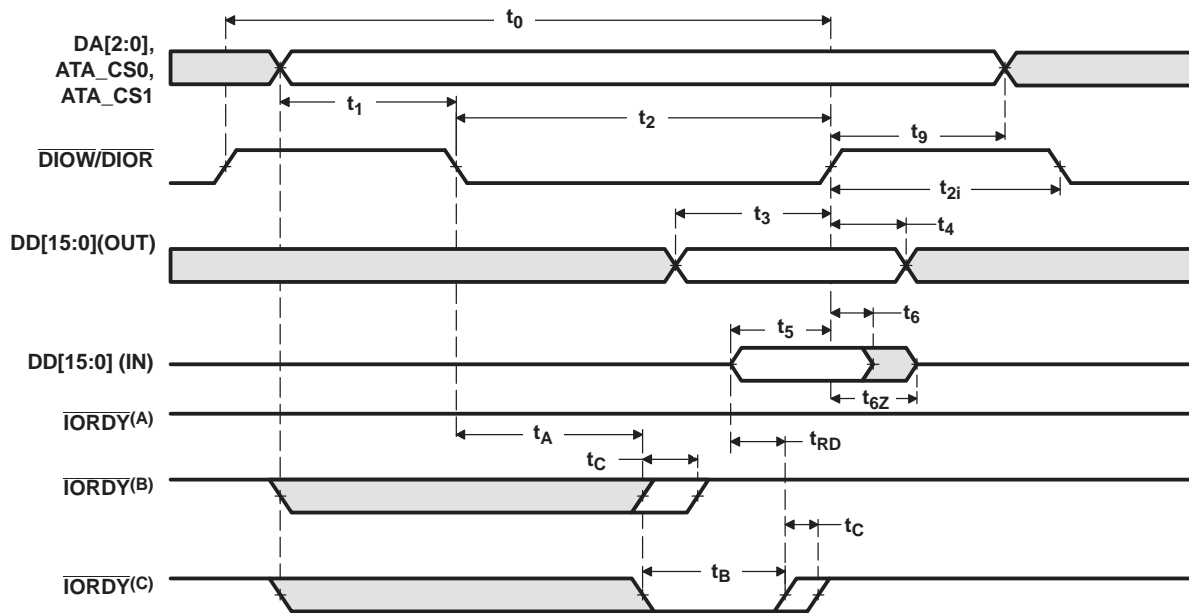 t0
DA[2:0],
ATA_CS0,
ATA_CS1
t1
t2
t9
DIOW/DIOR
t2i
t3
t4
DD[15:0](OUT)
t6
t5
DD[15:0] (IN)
t6Z
IORDY(A)
tA
tRD
tC
IORDY(B)
tC
tB
IORDY(C)